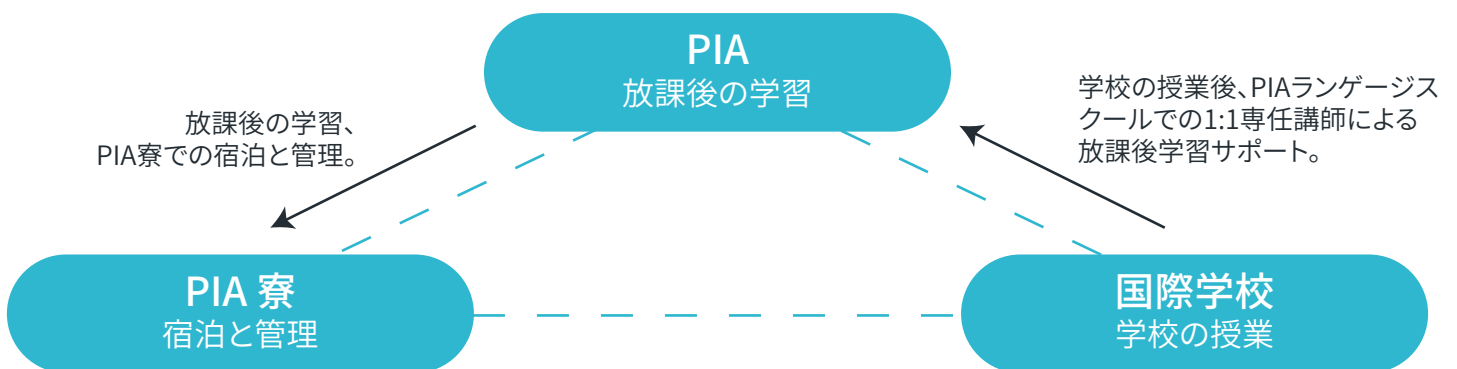 PIA
放課後の学習
学校の授業後、PIAランゲージス
クールでの1:1専任講師による
放課後学習サポート。
放課後の学習、
PIA寮での宿泊と管理。
PIA 寮
宿泊と管理
国際学校
学校の授業